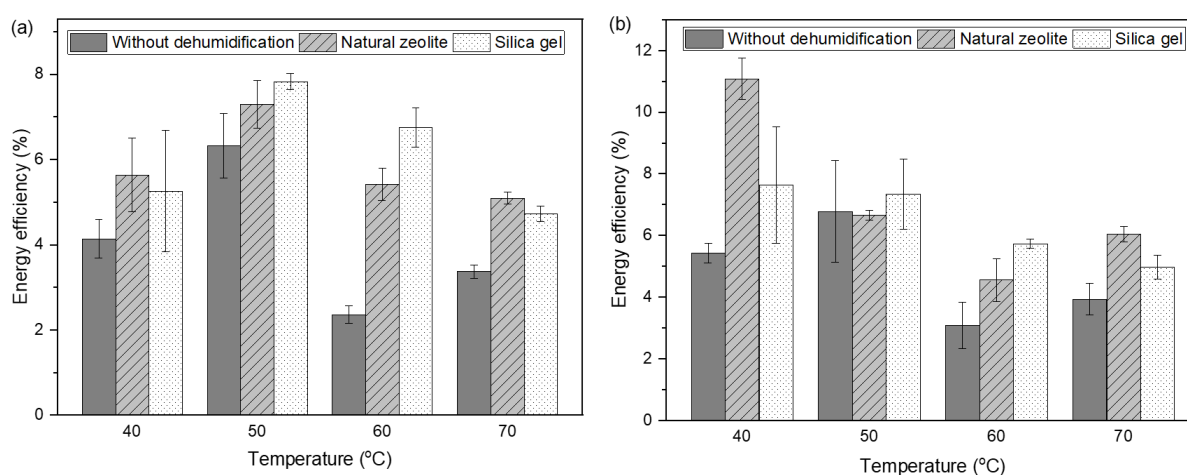 (a)
Without dehumidification Natural zeolite Silica gel
8
6
4
2
0
Energy efficiency (%)
40 50 60 70
Temperature (ºC)
(b)
Without dehumidification Natural zeolite Silica gel
12
10
8
6
4
2
0
Energy efficiency (%)
40 50 60 70
Temperature (ºC)